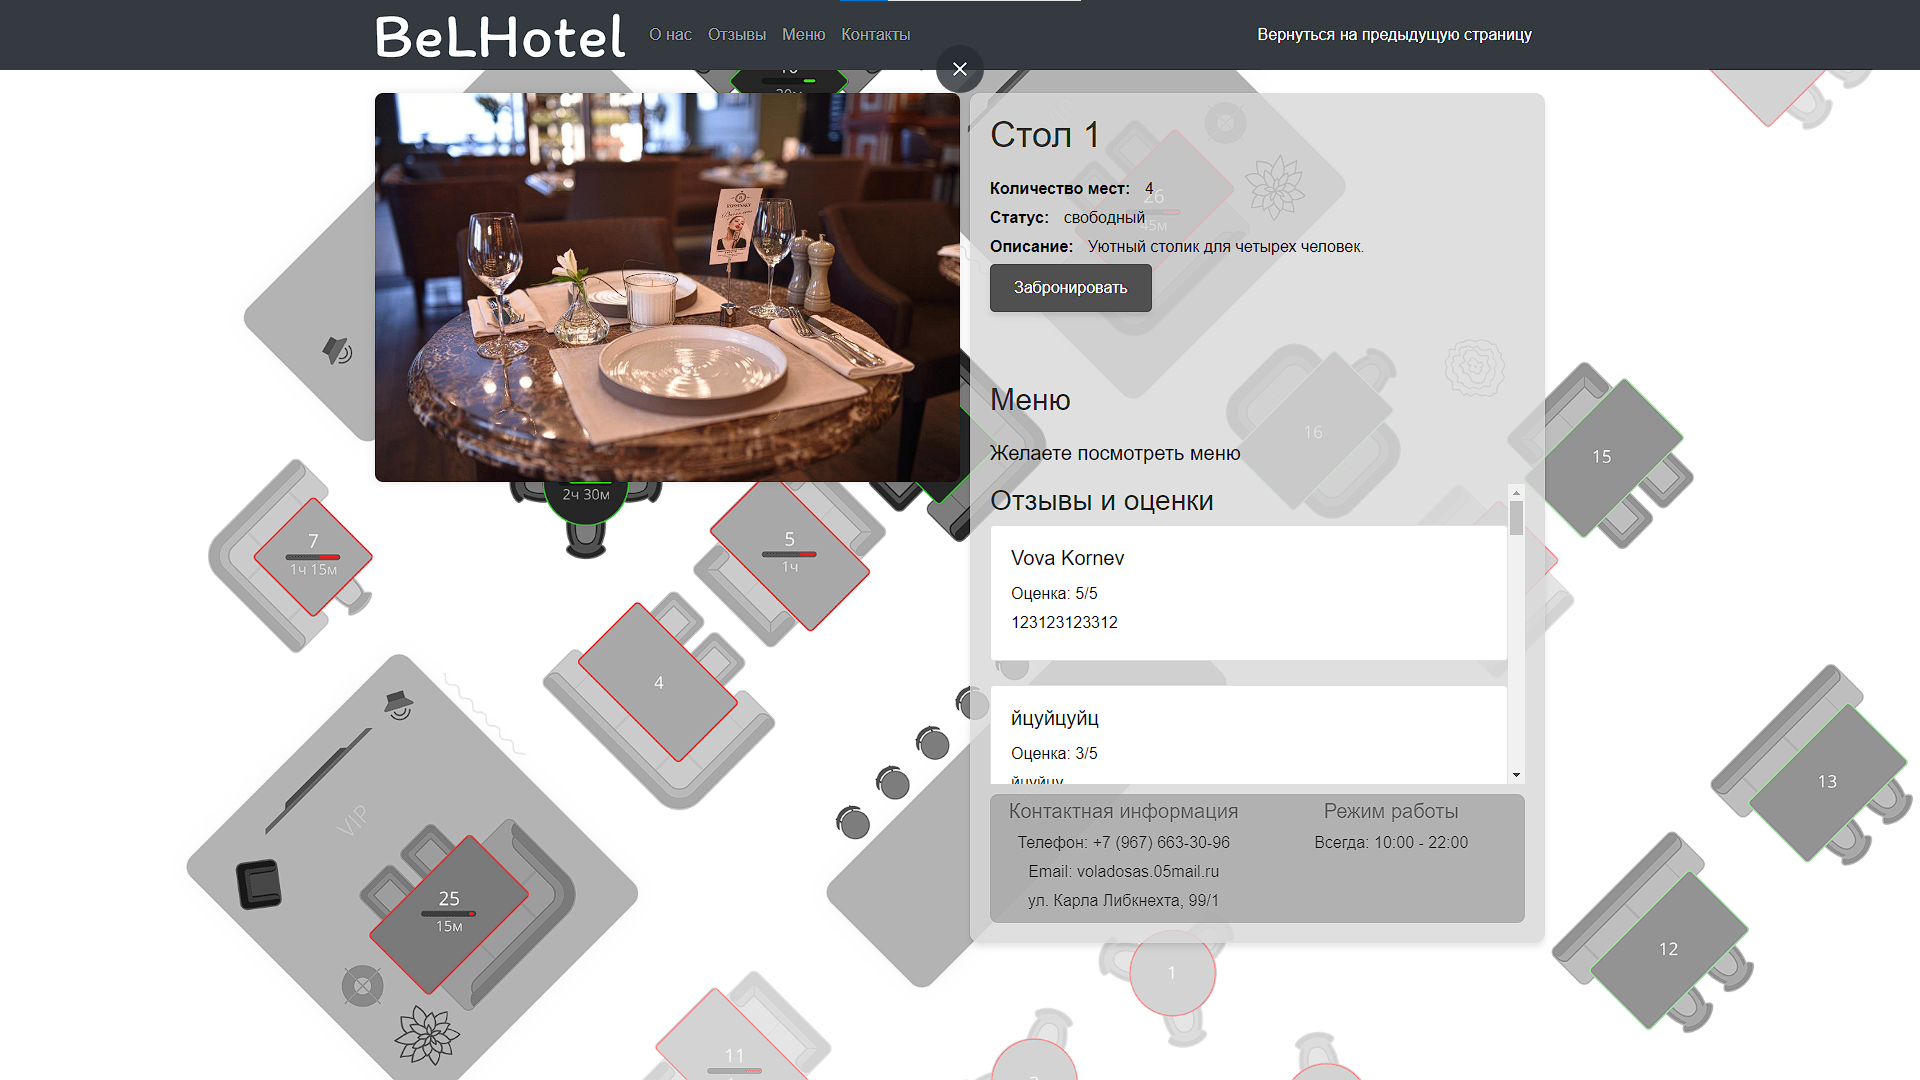 BeLHotel
О нас
Отзывы
Меню
Контакты
Вернуться на предыдущую страницу
Стол 1
Количество мест: 4
Статус: свободный
Описание: Уютный столик для четырех человек.
Забронировать
Меню
Желаете посмотреть меню
Отзывы и оценки
Vova Kornev
Оценка: 5/5
123123123312
йцуйцуйц
Оценка: 3/5
йцуйцу
Контактная информация
Телефон: +7 (967) 663-30-96
Email: voladosas.05mail.ru
ул. Карла Либкнехта, 99/1
Режим работы
Всегда: 10:00 - 22:00
26
45м
16
15
2ч 30м
7
1ч 15м
5
1ч
4
13
VIP
25
15м
12
1
11